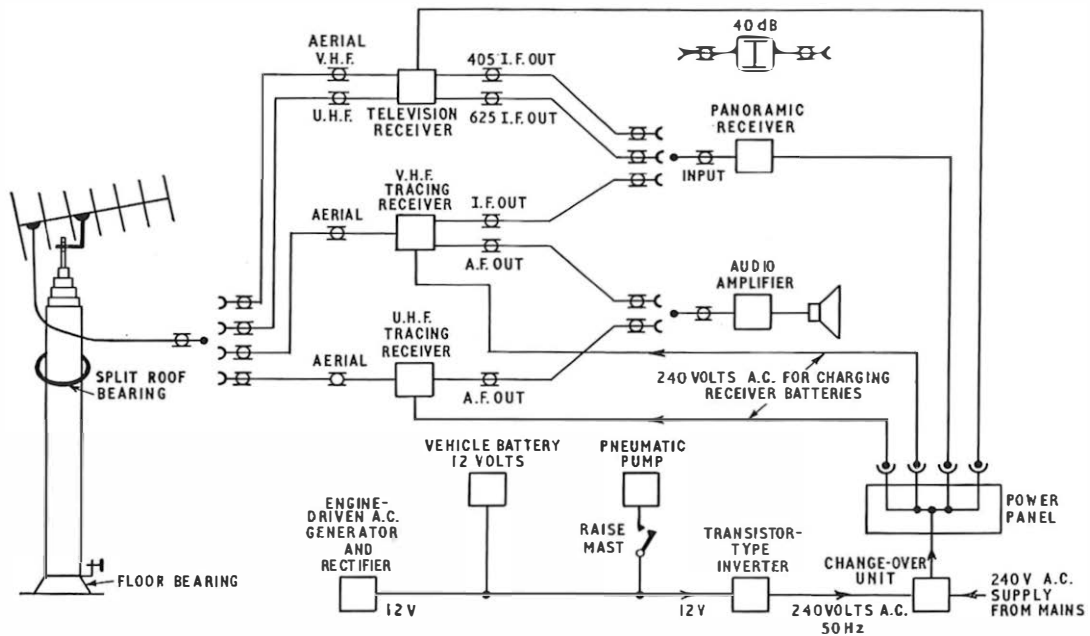 40 dB
AERIAL
V.H.F.
U.H.F.
TELEVISION
RECEIVER
405 I.F. OUT
625 I.F. OUT
PANORAMIC
RECEIVER
INPUT
V.H.F.
TRACING
RECEIVER
AERIAL
I.F. OUT
A.F. OUT
AUDIO
AMPLIFIER
U.H.F.
TRACING
RECEIVER
AERIAL
A.F. OUT
SPLIT ROOF
BEARING
240 VOLTS A.C. FOR CHARGING
RECEIVER BATTERIES
VEHICLE BATTERY
12 VOLTS
PNEUMATIC
PUMP
POWER
PANEL
ENGINE-
DRIVEN A.C.
GENERATOR
AND
RECTIFIER
RAISE
MAST
TRANSISTOR-
TYPE
INVERTER
CHANGE-OVER
UNIT
FLOOR BEARING
12V
12V
240VOLTS A.C.
50Hz
240V A.C.
SUPPLY
FROM MAINS